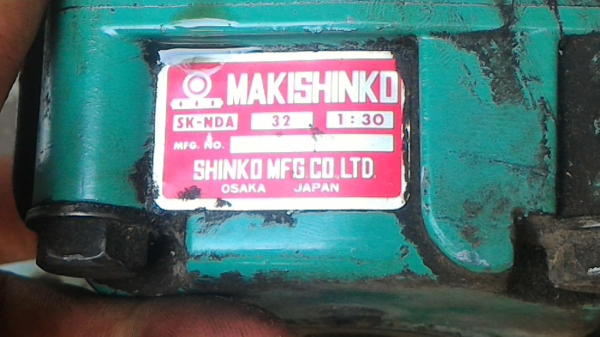 MAKISHINKO
SK-NDA 32 1:30
MFG. NO.
SHINKO MFG.CO.,LTD.
OSAKA JAPAN